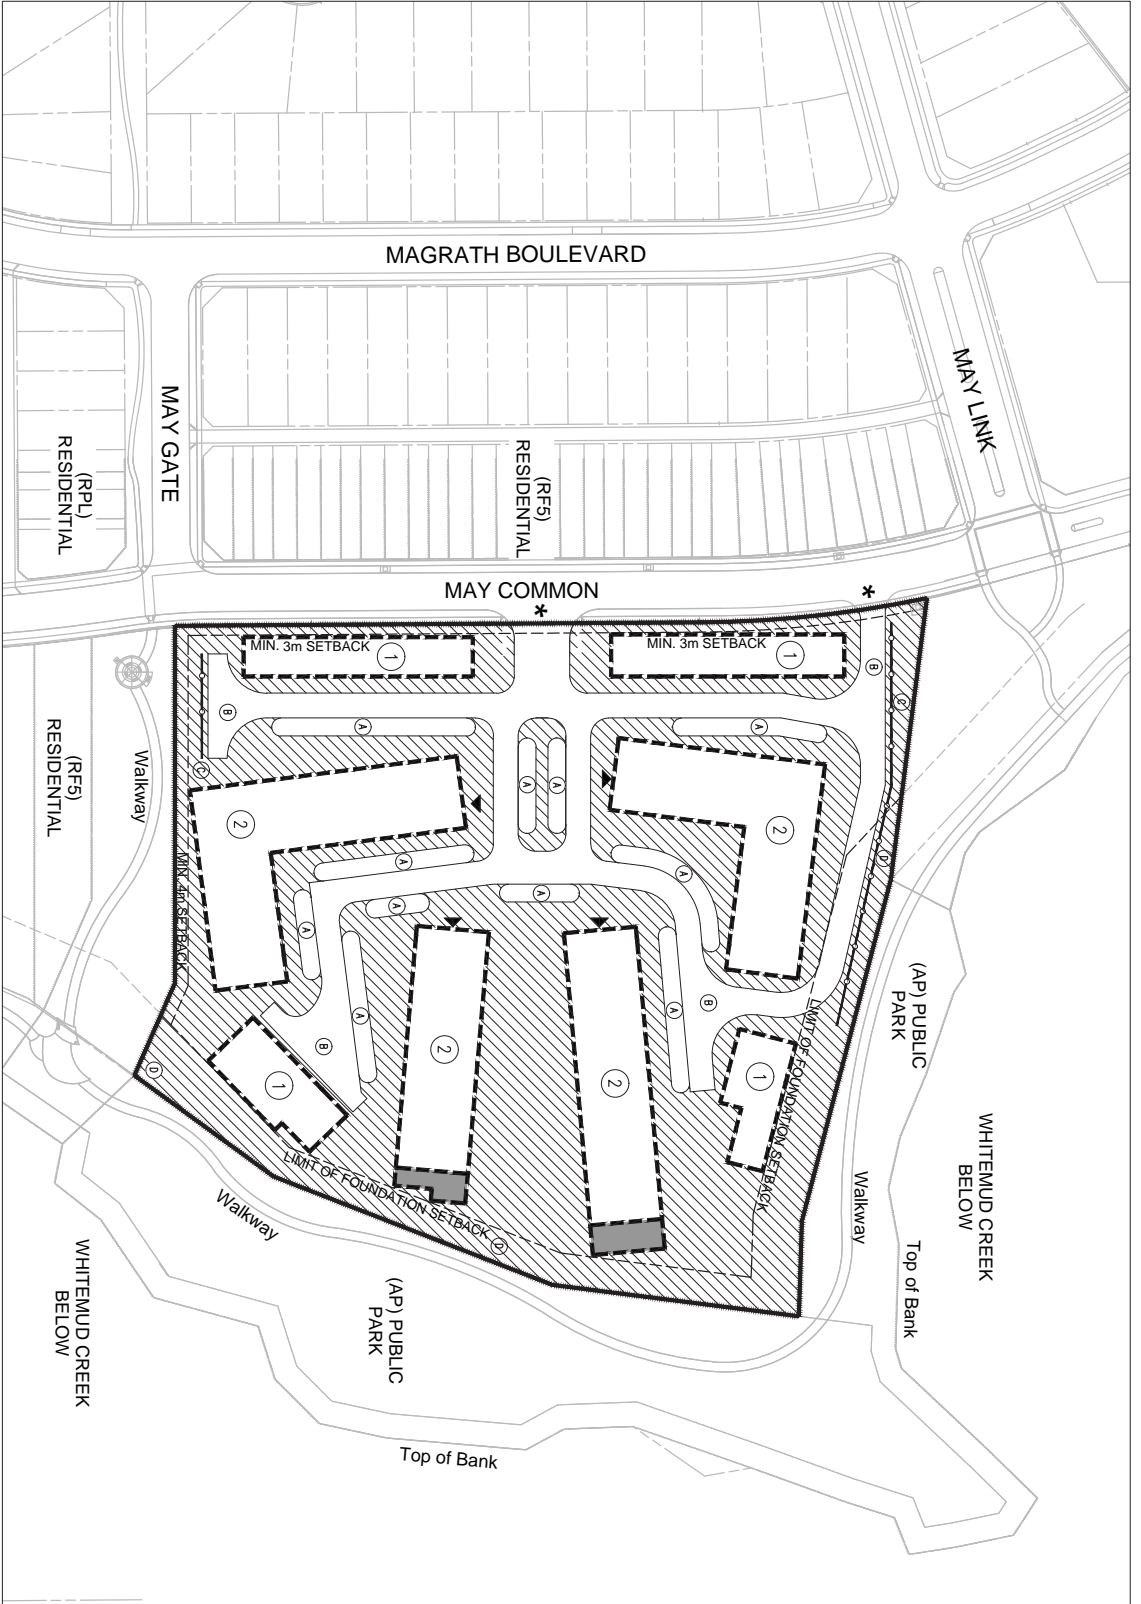 MAGRATH BOULEVARD
MAY LINK
MAY GATE
(RPL)
RESIDENTIAL
(RF5)
RESIDENTIAL
MAY COMMON
*
*
MIN. 3m SETBACK
1
MIN. 3m SETBACK
1
B
C
B
A
A
C
A
A
2
2
D
(RF5)
RESIDENTIAL
Walkway
MIN. 4m SETBACK
A
A
A
A
A
(AP) PUBLIC
PARK
B
LIMIT OF FOUNDATION SETBACK
A
A
B
2
2
1
1
D
WHITEMUD CREEK
BELOW
LIMIT OF FOUNDATION SETBACK
D
Walkway
Walkway
Top of Bank
WHITEMUD CREEK
BELOW
(AP) PUBLIC
PARK
Top of Bank